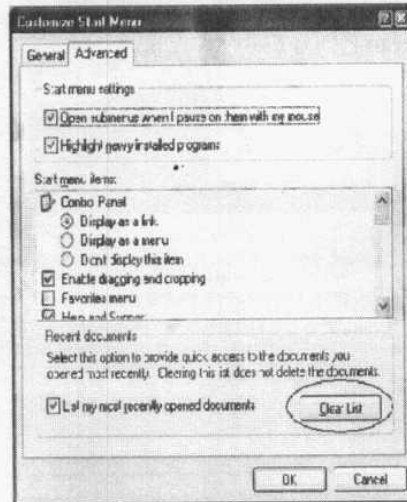 Customize Start Menu
General Advanced
Start menu settings
Open submenus when I pause on them with my mouse
Highlight newly installed programs
Start menu items:
Control Panel
Display as a link
Display as a menu
Don't display this item
Enable dragging and dropping
Favorites menu
Help and Support
Recent documents
Select this option to provide quick access to the documents you
opened most recently. Clearing this list does not delete the documents.
List my most recently opened documents
Clear List
OK Cancel